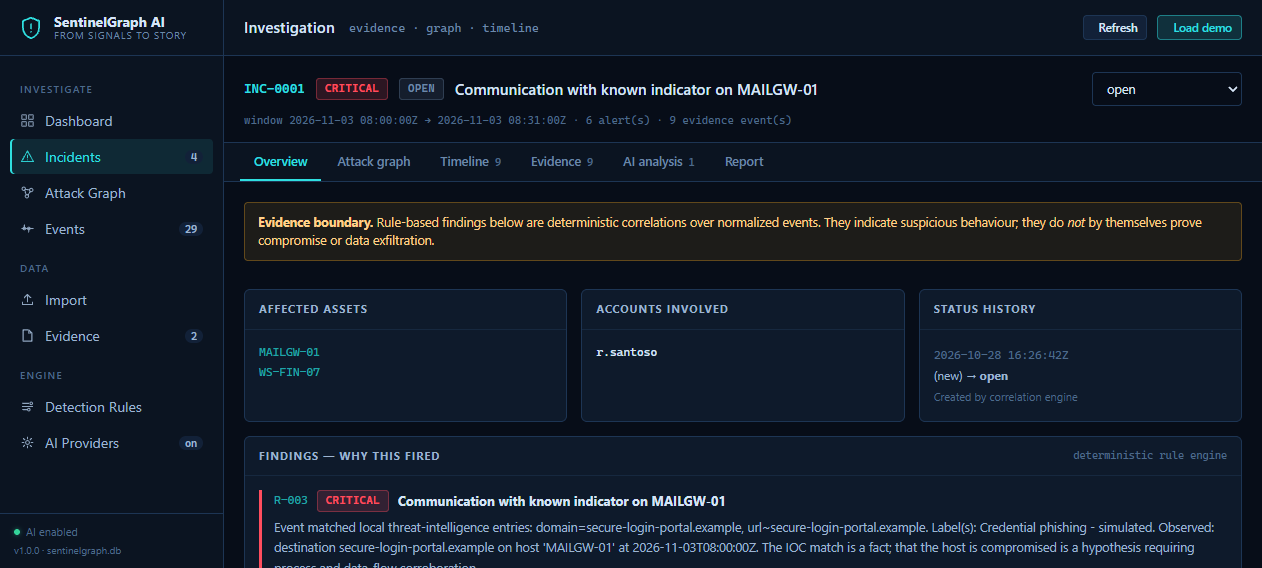 SentinelGraph AI
FROM SIGNALS TO STORY
Investigation evidence · graph · timeline
Refresh
Load demo
INVESTIGATE
Dashboard
Incidents 4
Attack Graph
Events 29
DATA
Import
Evidence 2
ENGINE
Detection Rules
AI Providers on
AI enabled
v1.0.0 · sentinelgraph.db
INC-0001 CRITICAL OPEN Communication with known indicator on MAILGW-01
open
window 2026-11-03 08:00:00Z → 2026-11-03 08:31:00Z · 6 alert(s) · 9 evidence event(s)
Overview Attack graph Timeline 9 Evidence 9 AI analysis 1 Report
Evidence boundary. Rule-based findings below are deterministic correlations over normalized events. They indicate suspicious behaviour; they do not by themselves prove
compromise or data exfiltration.
AFFECTED ASSETS
MAILGW-01
WS-FIN-07
ACCOUNTS INVOLVED
r.santoso
STATUS HISTORY
2026-10-28 16:26:42Z
(new) → open
Created by correlation engine
FINDINGS — WHY THIS FIRED
deterministic rule engine
R-003 CRITICAL Communication with known indicator on MAILGW-01
Event matched local threat-intelligence entries: domain=secure-login-portal.example, url~secure-login-portal.example. Label(s): Credential phishing - simulated. Observed:
destination secure-login-portal.example on host 'MAILGW-01' at 2026-11-03T08:00:00Z. The IOC match is a fact; that the host is compromised is a hypothesis requiring
process and data-flow corroboration.